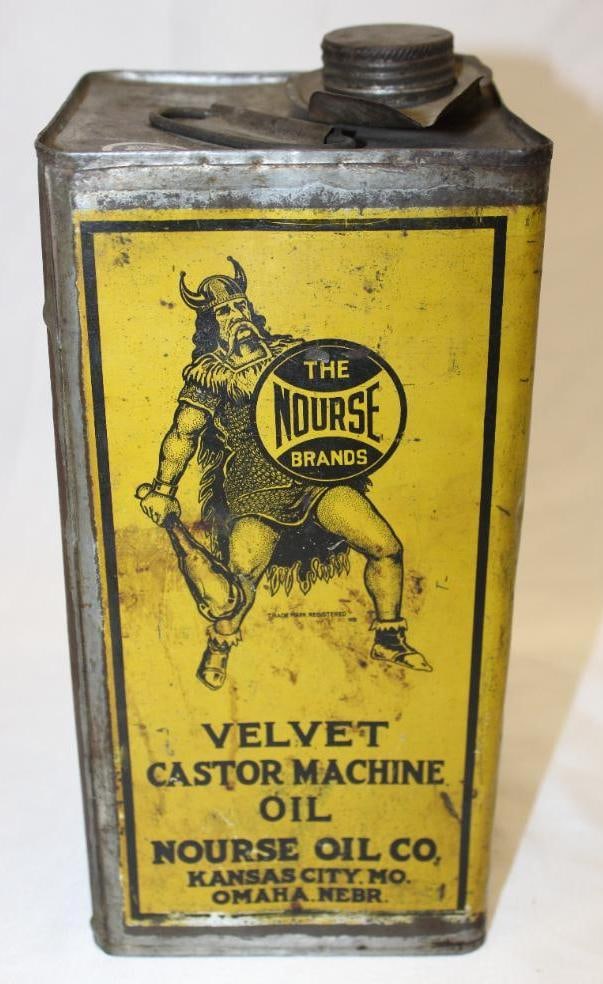 THE
NOURSE
BRANDS
TRADE MARK REGISTERED
VELVET
CASTOR MACHINE
OIL
NOURSE OIL CO.
KANSAS CITY, MO.
OMAHA. NEBR.